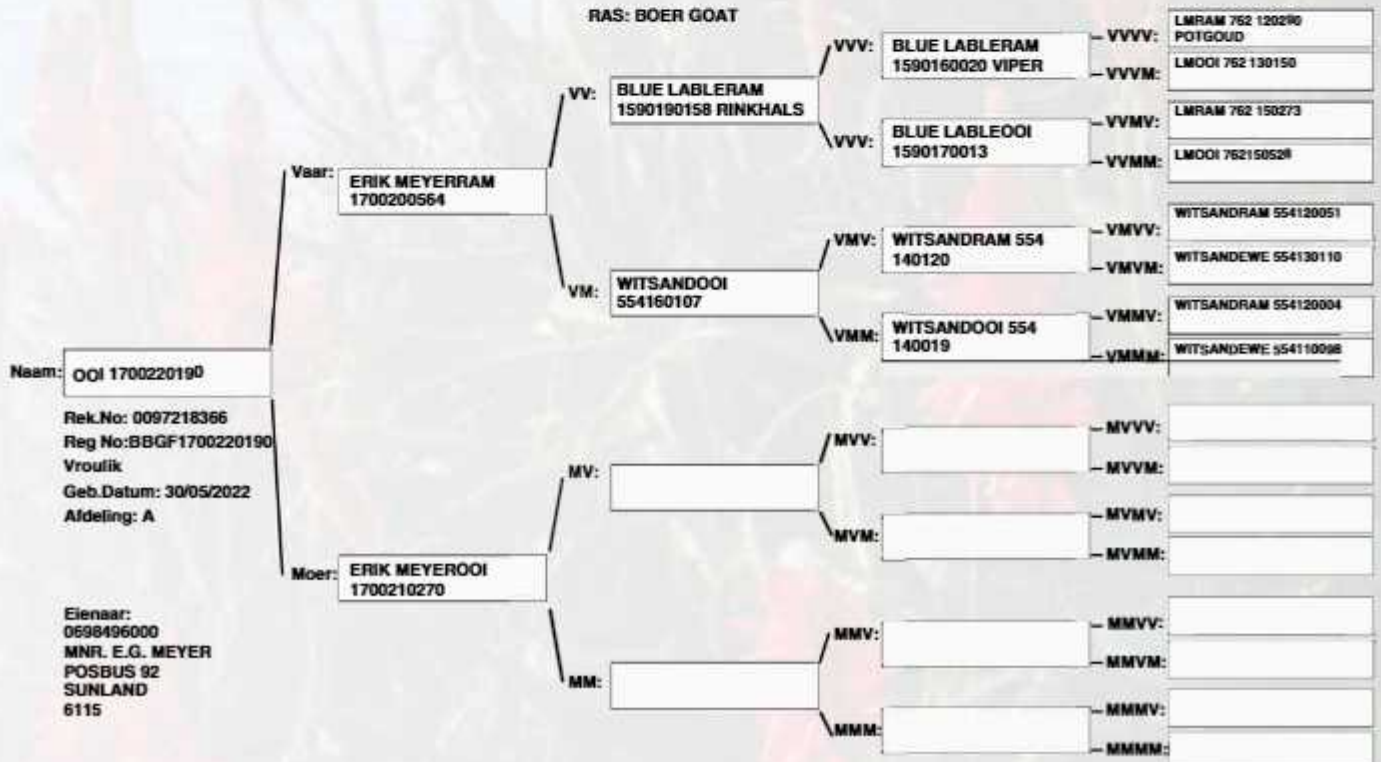 RAS: BOER GOAT
Naam: OOI 1700220190
Rek.No: 0097218366
Reg No:BBGF1700220190
Vroulik
Geb.Datum: 30/05/2022
Afdeling: A
Eienaar:
0698496000
MNR. E.G. MEYER
POSBUS 92
SUNLAND
6115
Vaar: ERIK MEYERRAM
1700200564
Moer: ERIK MEYEROOI
1700210270
VV: BLUE LABLERAM
1590190158 RINKHALS
VM: WITSANDOOI
554160107
MV:
MM:
VVV: BLUE LABLERAM
1590160020 VIPER
VVV: BLUE LABLEOOI
1590170013
VMV: WITSANDRAM 554
140120
VMM: WITSANDOOI 554
140019
MVV:
MVM:
MMV:
MMM:
VVVV: LMRAM 762 120290
POTGOUD
VVVM: LMOOI 762 130150
VVMV: LMRAM 762 150273
VVMM: LMOOI 762150528
VMVV: WITSANDRAM 554120051
VMVM: WITSANDEWE 554130110
VMMV: WITSANDRAM 554120004
VMMM: WITSANDEWE 554110098
MVVV:
MVVM:
MVMV:
MVMM:
MMVV:
MMVM:
MMMV:
MMMM: